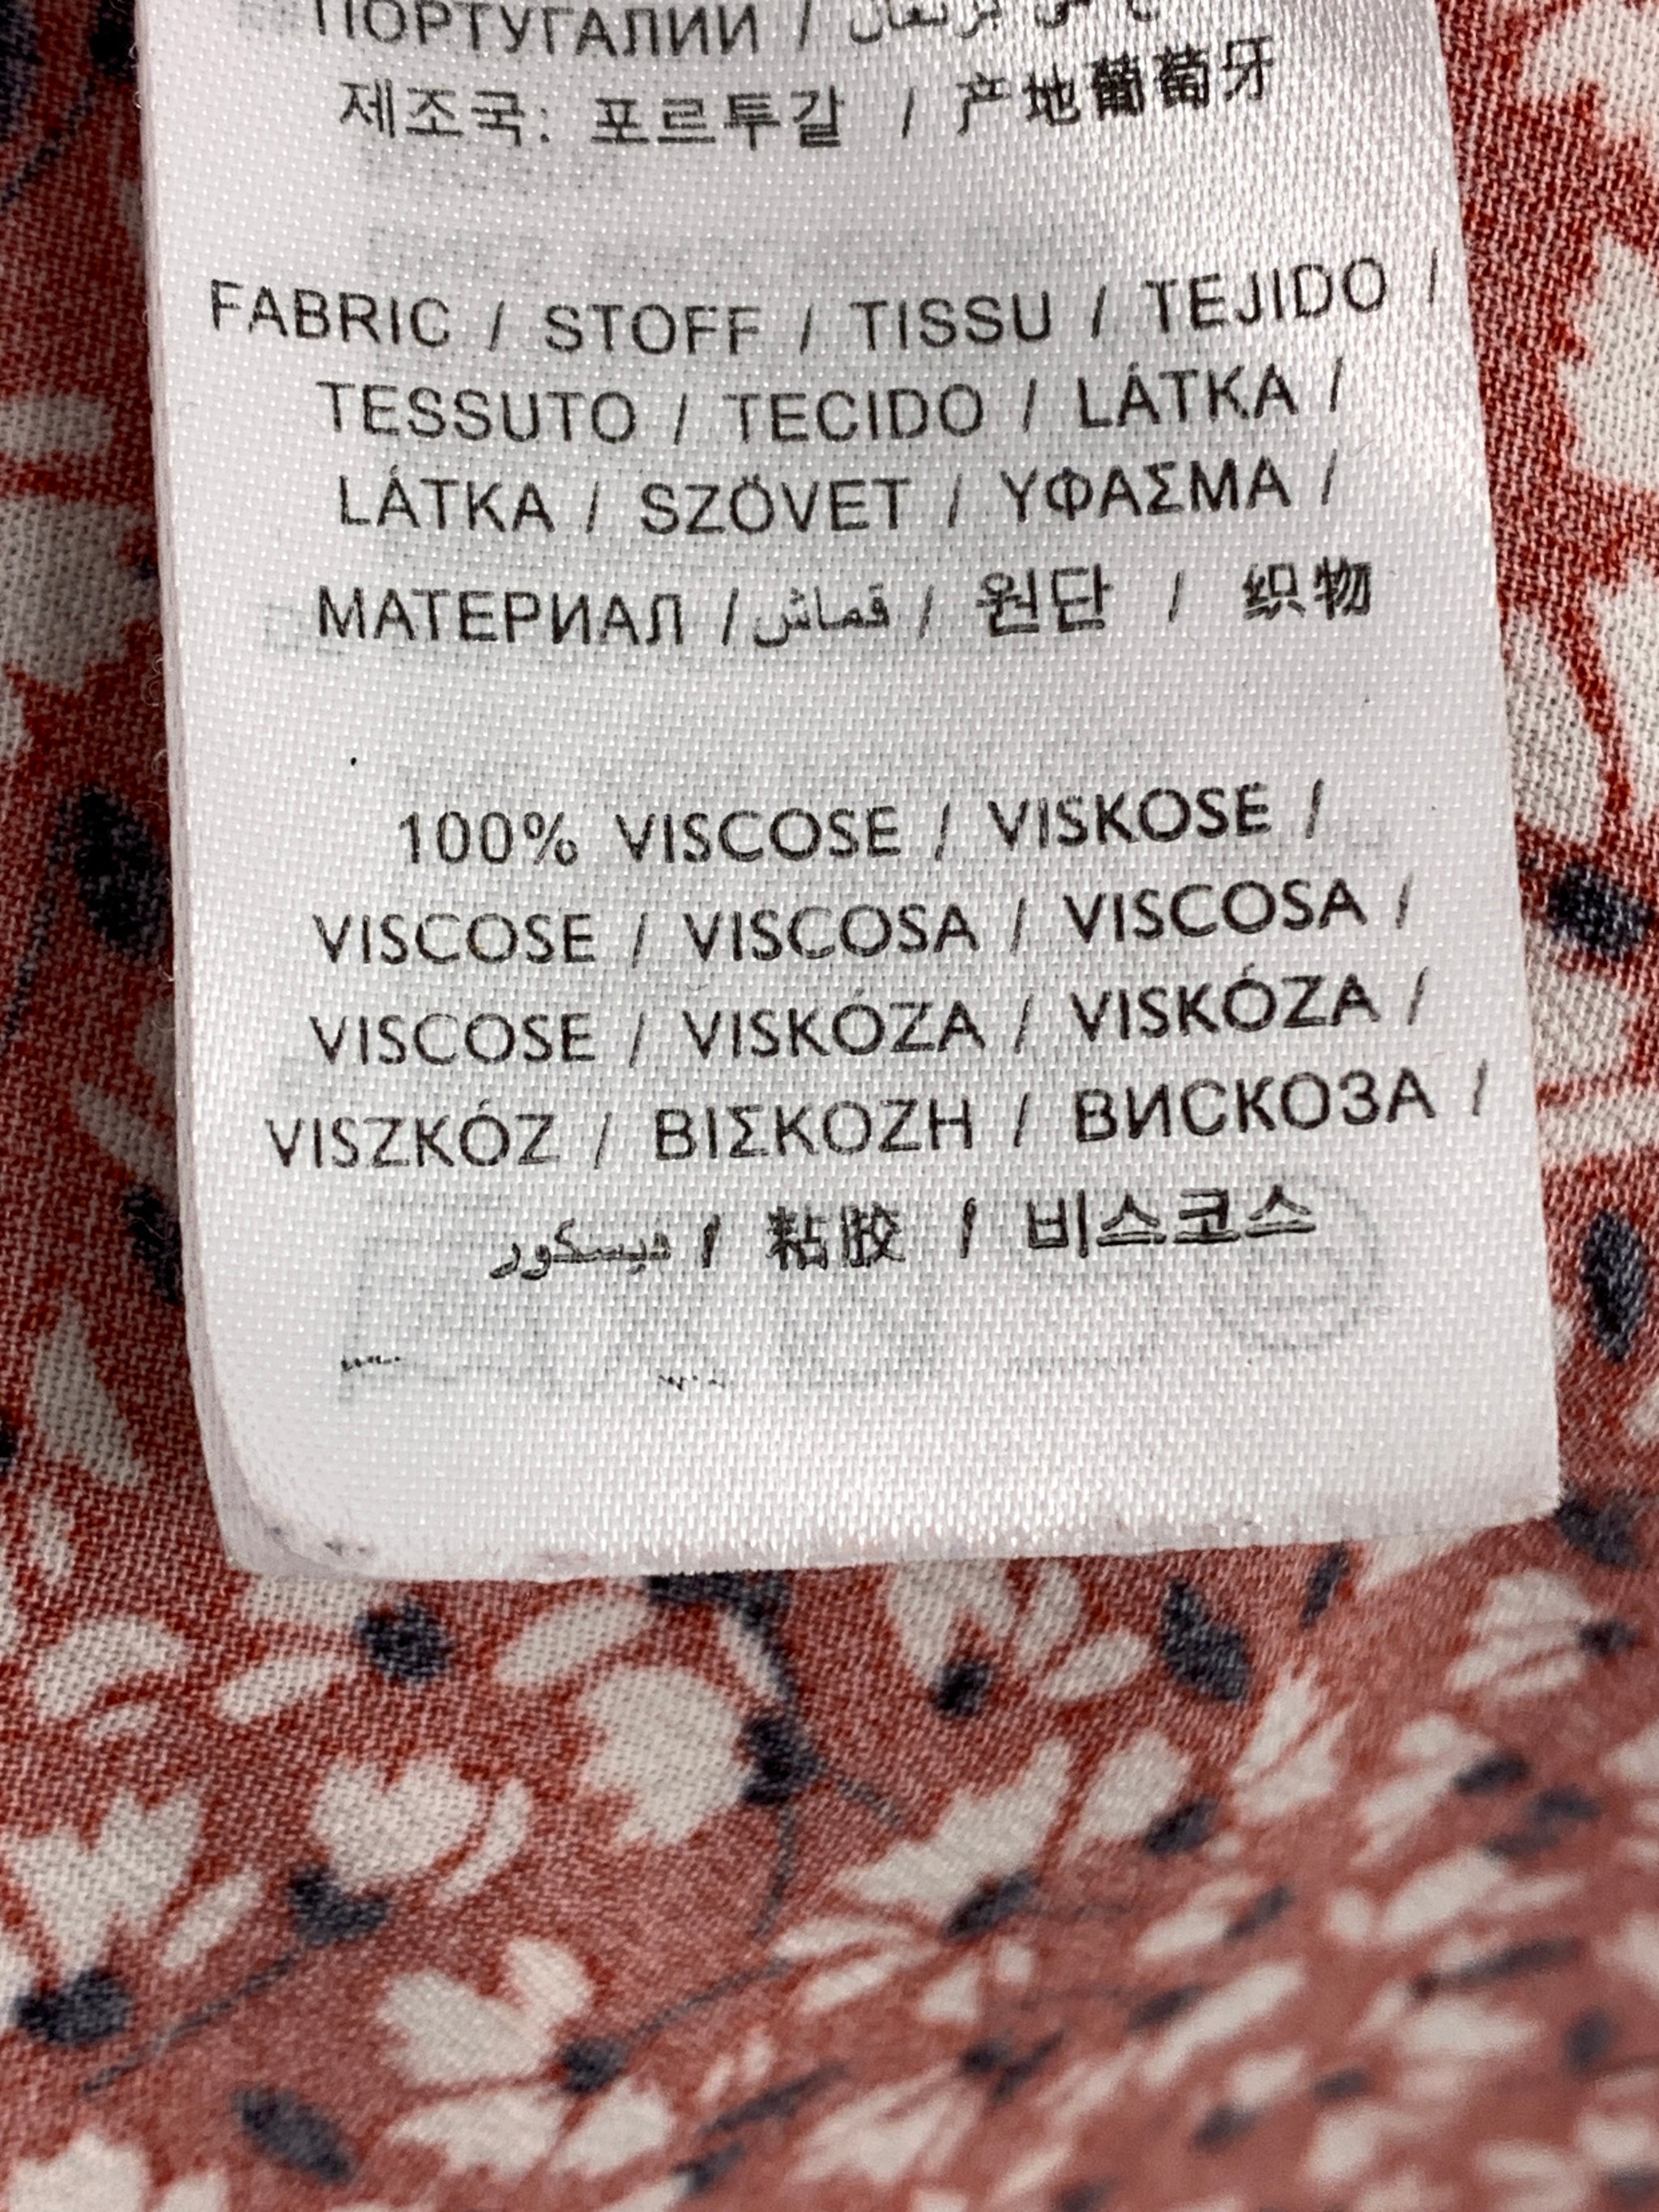 ПОРТУГАЛИИ /
제조국: 포르투갈 / 产地葡萄牙
FABRIC / STOFF / TISSU / TEJIDO /
TESSUTO / TECIDO / LÁTKA /
LÁTKA / SZÖVET / ΥΦΑΣΜΑ /
МАТЕРИАЛ / قماش / 원단 / 织物
100% VISCOSE / VISKOSE /
VISCOSE / VISCOSA / VISCOSA /
VISCOSE / VISKÓZA / VISKÓZA /
VISZKÓZ / ΒΙΣΚΟΖΗ / ВИСКОЗА /
فيسكور / 粘胶 / 비스코스